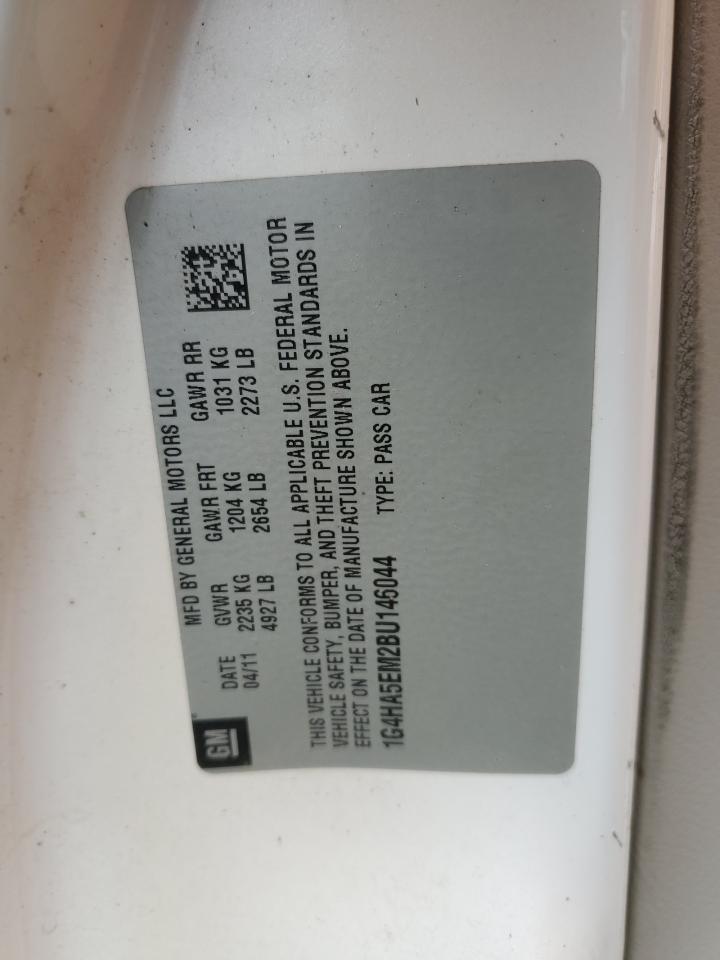 GM
MFD BY GENERAL MOTORS LLC
DATE GVWR GAWR FRT GAWR RR
04/11 2235 KG 1204 KG 1031 KG
4927 LB 2654 LB 2273 LB
THIS VEHICLE CONFORMS TO ALL APPLICABLE U.S. FEDERAL MOTOR
VEHICLE SAFETY, BUMPER, AND THEFT PREVENTION STANDARDS IN
EFFECT ON THE DATE OF MANUFACTURE SHOWN ABOVE.
1G4HA5EM2BU146044 TYPE: PASS CAR